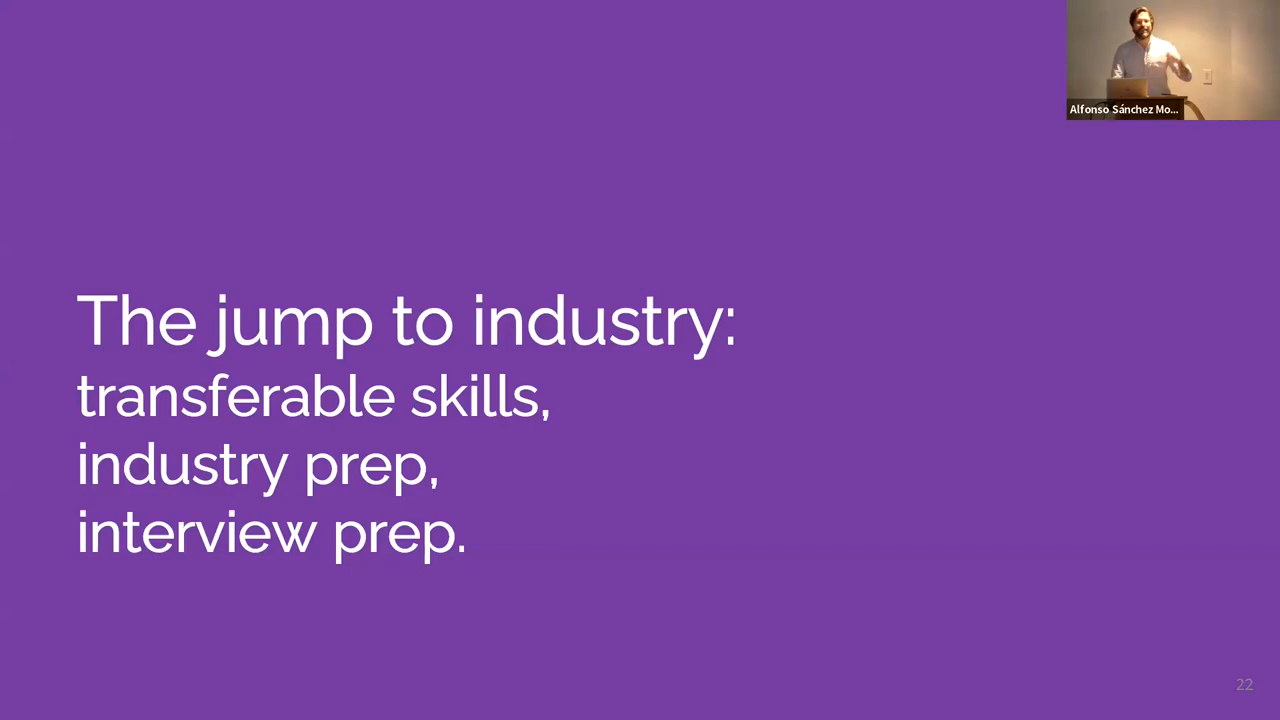 Alfonso Sánchez Mo...
The jump to industry:
transferable skills,
industry prep,
interview prep.
22